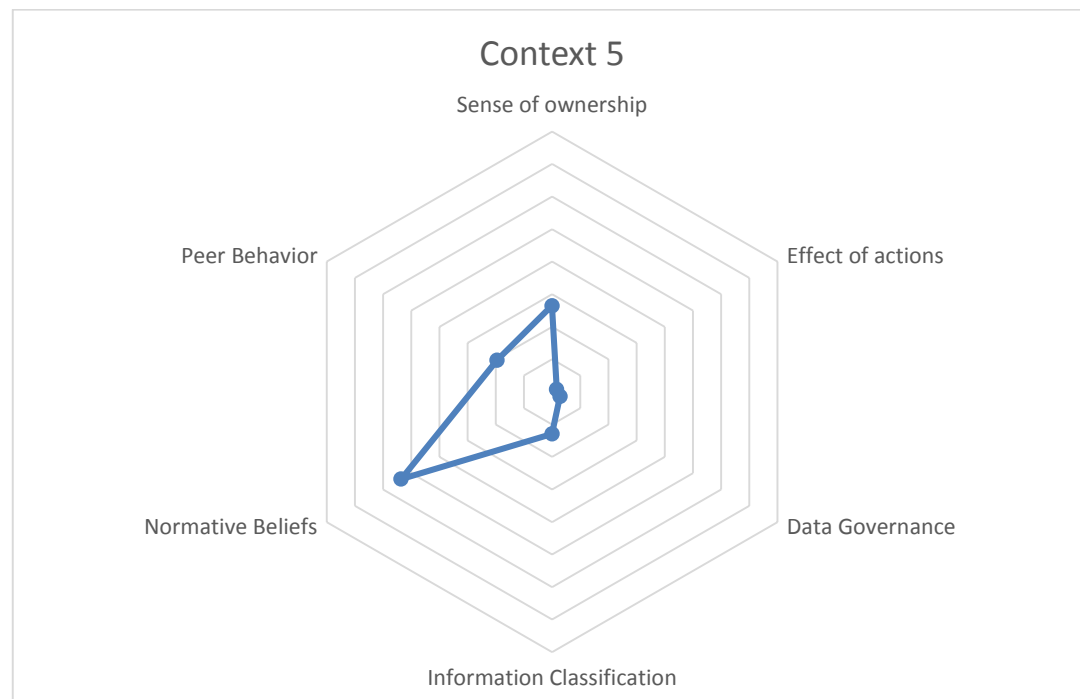 Context 5
Sense of ownership
Peer Behavior
Effect of actions
Normative Beliefs
Data Governance
Information Classification